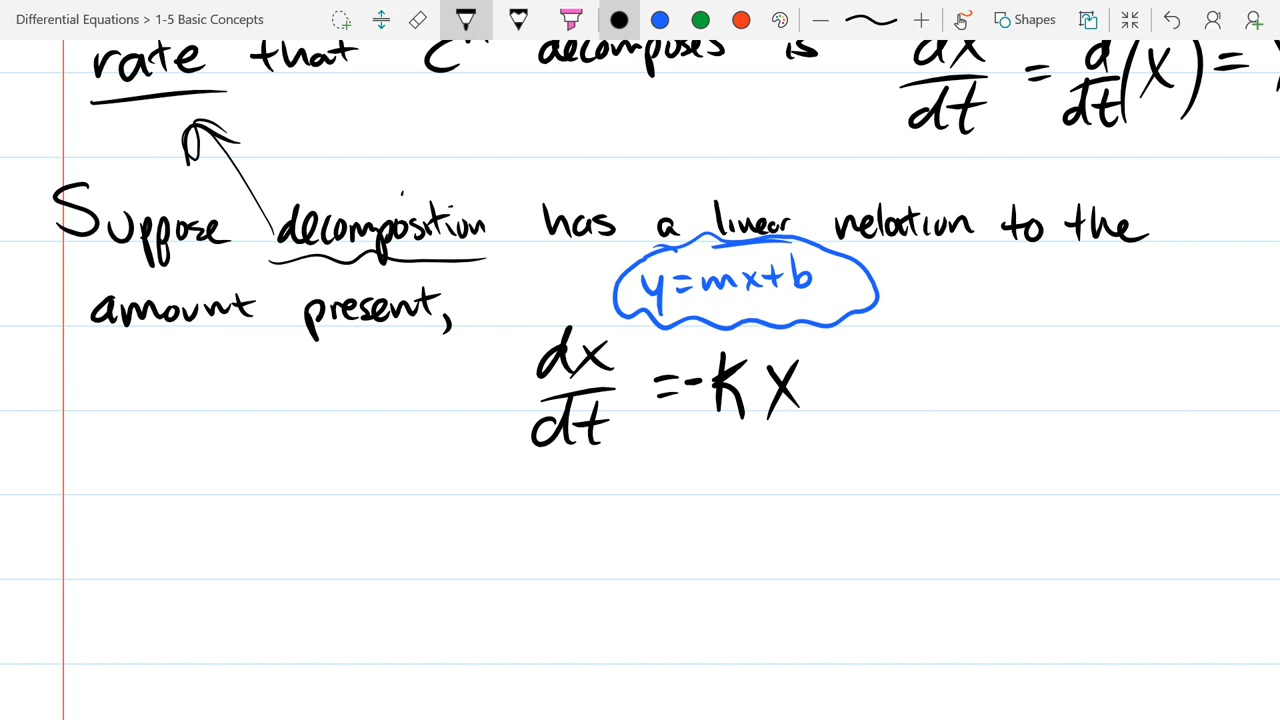 Differential Equations > 1-5 Basic Concepts
Shapes
rate that decomposes is dx/dt = d/dt(x) =
Suppose decomposition has a linear relation to the
y=mx+b
amount present,
dx/dt =-Kx